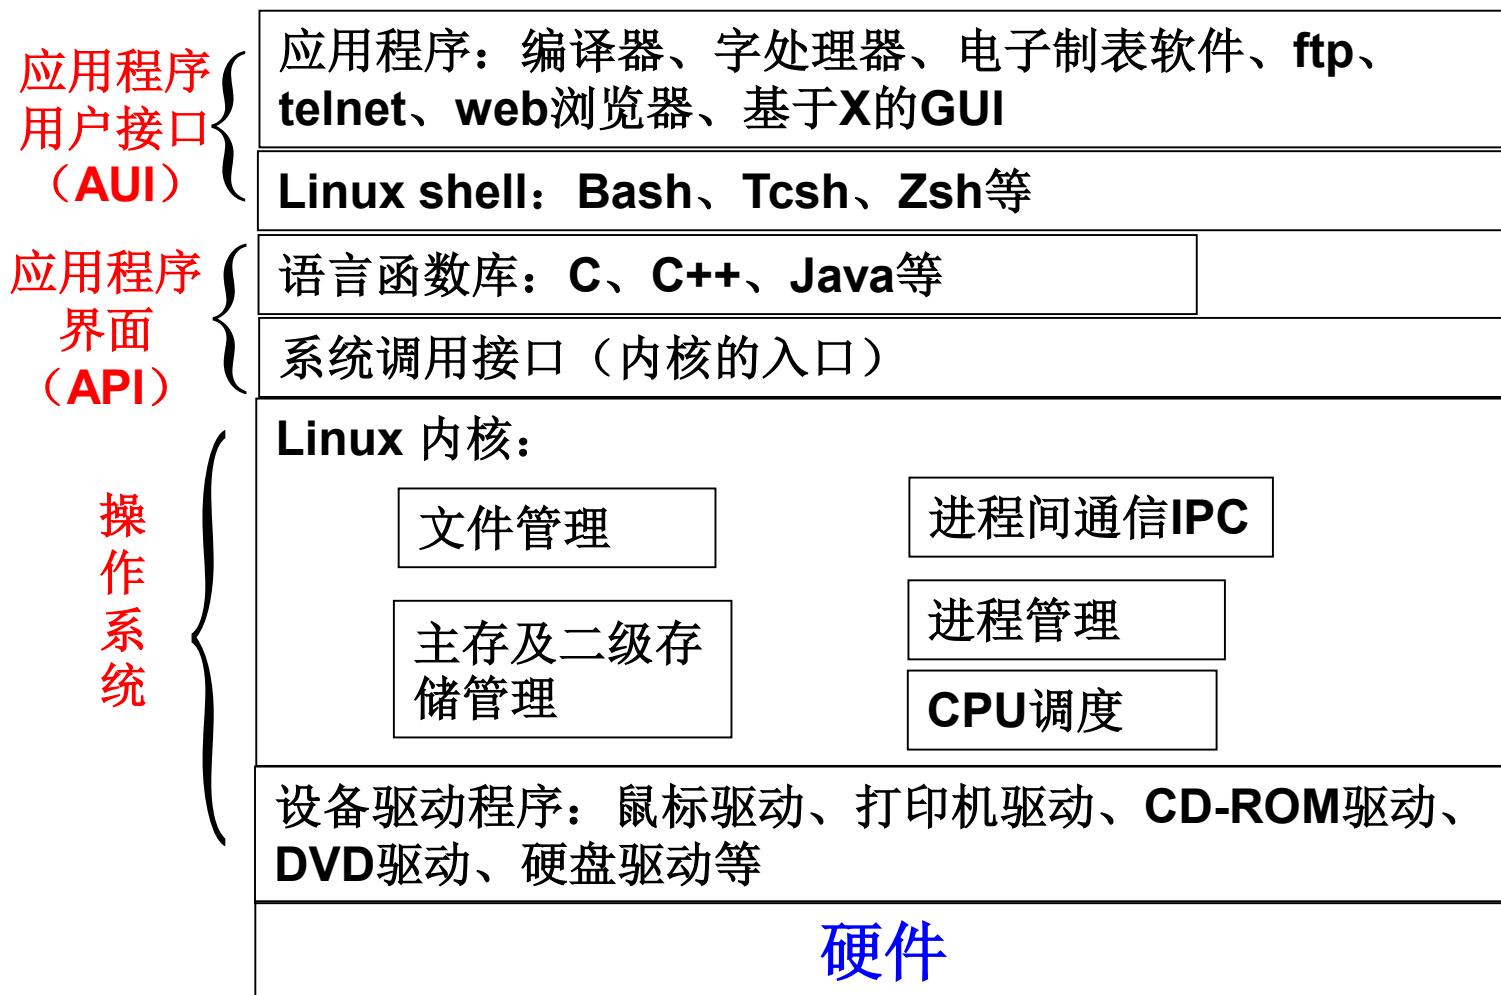 应用程序
用户接口
（AUI）
应用程序：编译器、字处理器、电子制表软件、ftp、
telnet、web浏览器、基于X的GUI
Linux shell：Bash、Tcsh、Zsh等
应用程序
界面
（API）
语言函数库：C、C++、Java等
系统调用接口（内核的入口）
操
作
系
统
Linux 内核：
文件管理
进程间通信IPC
主存及二级存
储管理
进程管理
CPU调度
设备驱动程序：鼠标驱动、打印机驱动、CD-ROM驱动、
DVD驱动、硬盘驱动等
硬件